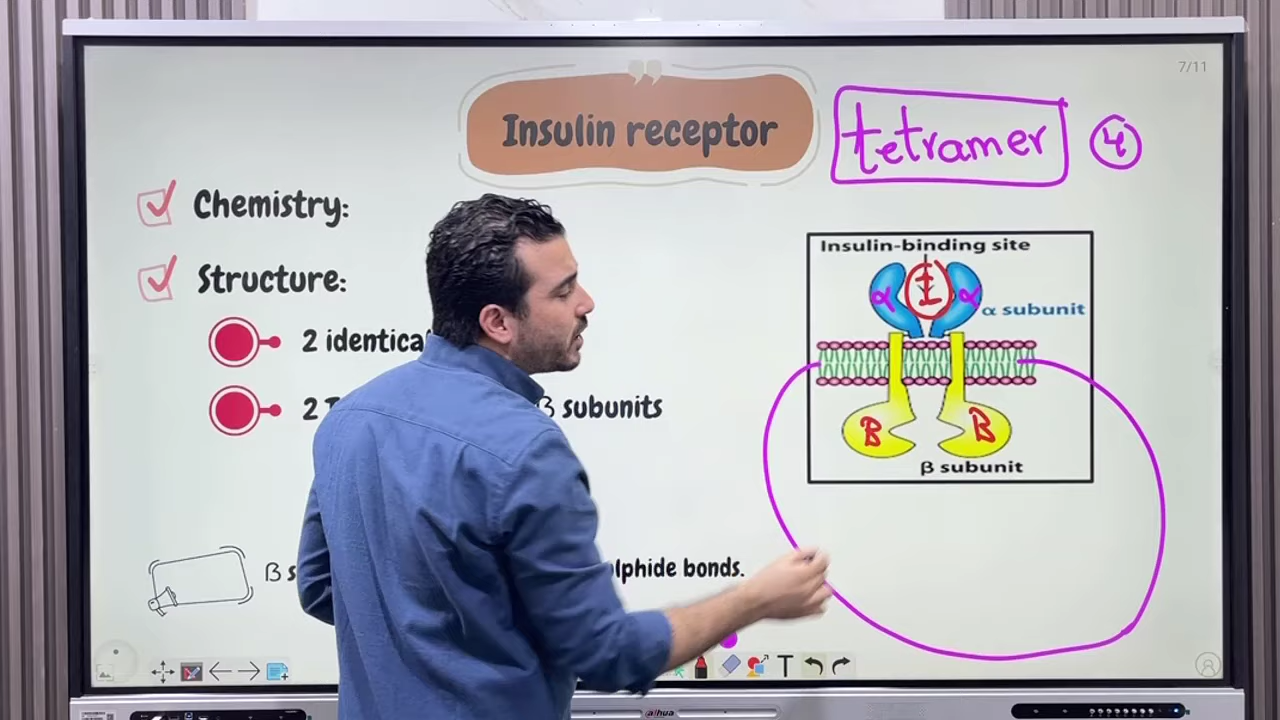 7/11
Insulin receptor
tetramer 4
Chemistry:
Structure:
2 identica
2
β subunits
Insulin-binding site
I
α α
α subunit
B B
β subunit
β s
lphide bonds.
T
alhua